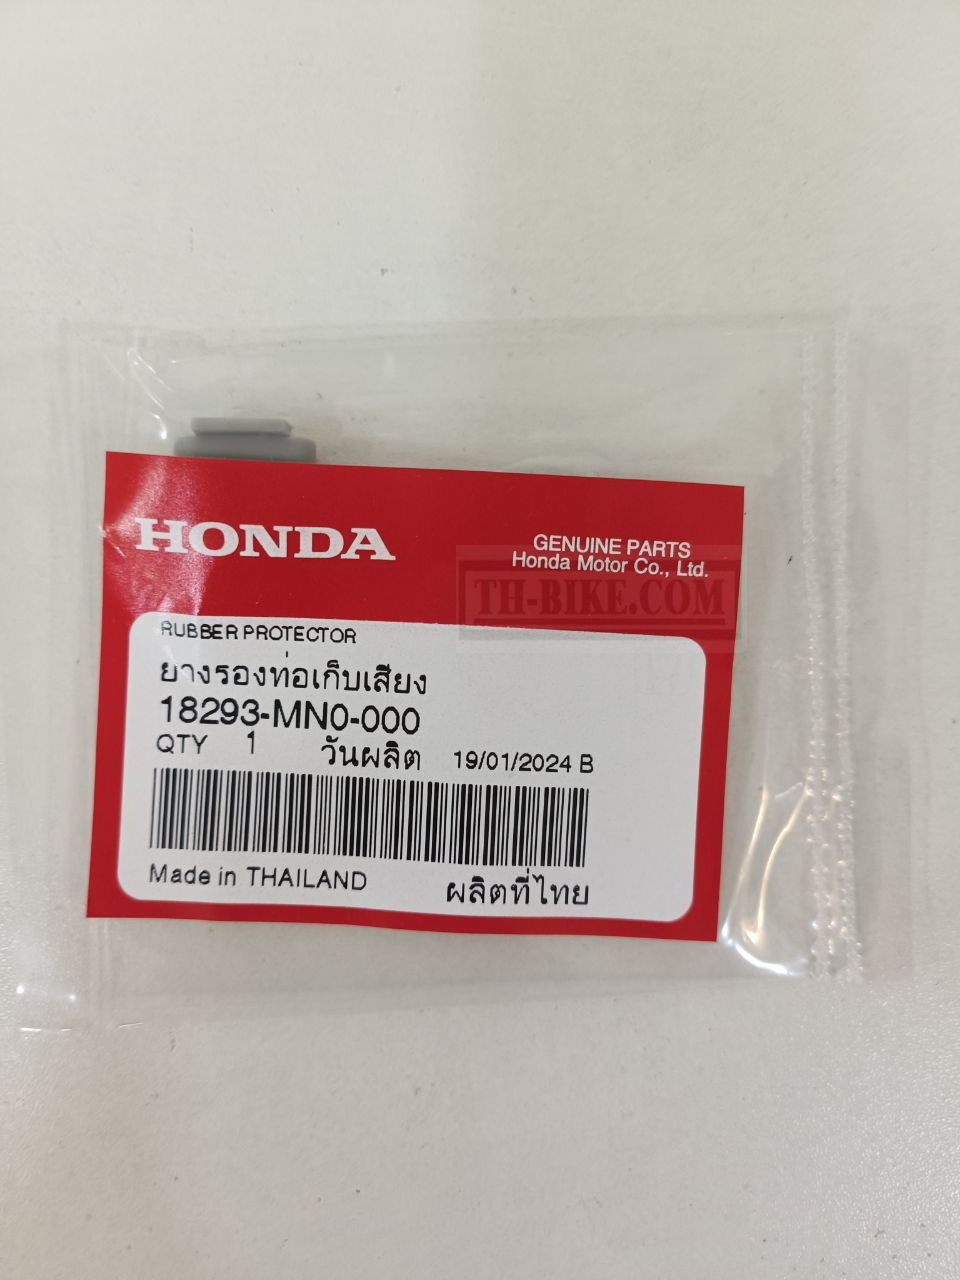 HONDA
GENUINE PARTS
Honda Motor Co., Ltd.
TH-BIKE.COM
RUBBER PROTECTOR
ยางรองท่อเก็บเสียง
18293-MN0-000
QTY 1 วันผลิต 19/01/2024 B
Made in THAILAND ผลิตที่ไทย